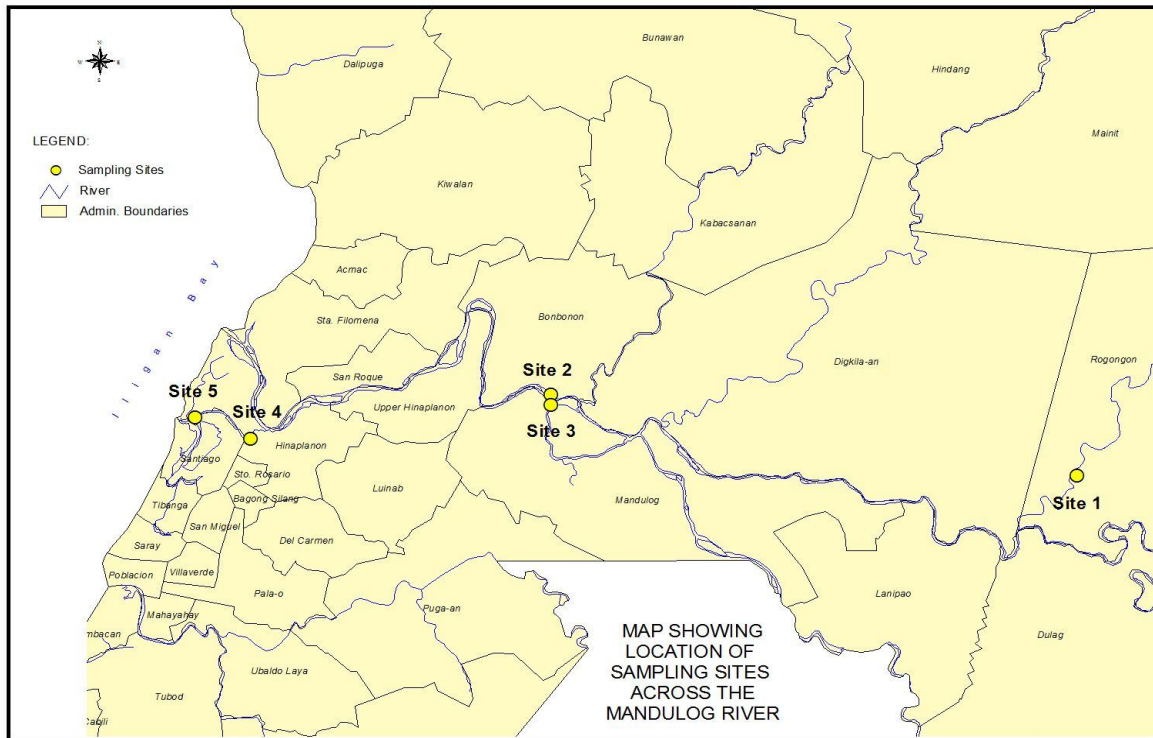 N
W E
S
LEGEND:
Sampling Sites
River
Admin. Boundaries
Iligan Bay
Dalipuga
Bunawan
Hindang
Mainit
Kiwalan
Kabacsanan
Acmac
Sta. Filomena
Bonbonon
Digkila-an
Rogongon
San Roque
Site 2
Site 5
Site 4
Upper Hinaplanon
Site 3
Hinaplanon
Santiago
Sto. Rosario
Luinab
Mandulog
Site 1
Tibanga
Bagong Silang
San Miguel
Del Carmen
Saray
Poblacion
Villaverde
Pala-o
Lanipao
Mahayahay
Puga-an
mbacan
Dulag
Ubaldo Laya
Tubod
Cabili
MAP SHOWING
LOCATION OF
SAMPLING SITES
ACROSS THE
MANDULOG RIVER